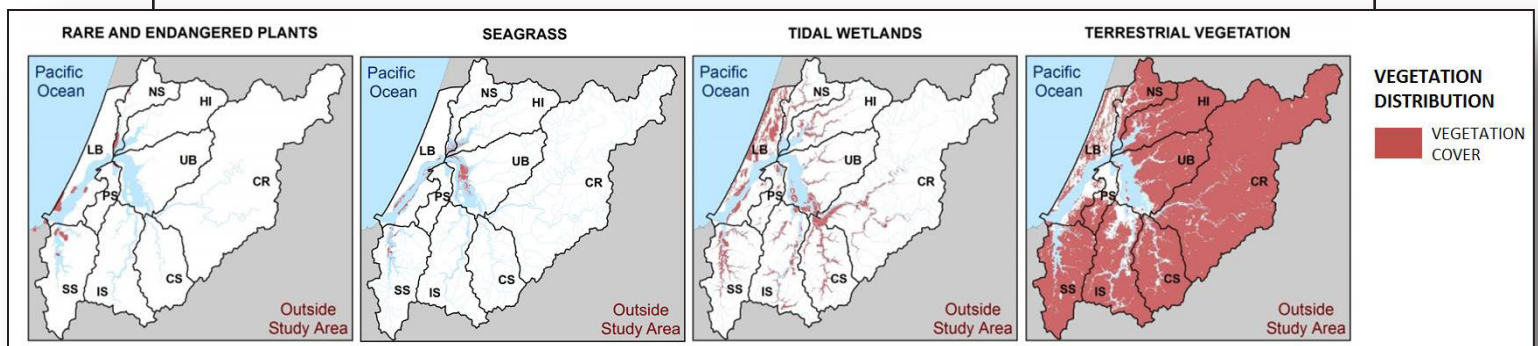 RARE AND ENDANGERED PLANTS
Pacific
Ocean
NS
HI
LB
UB
CR
PS
SS
IS
CS
Outside
Study Area
SEAGRASS
Pacific
Ocean
NS
HI
LB
UB
CR
PS
SS
IS
CS
Outside
Study Area
TIDAL WETLANDS
Pacific
Ocean
NS
HI
LB
UB
CR
PS
SS
IS
CS
Outside
Study Area
TERRESTRIAL VEGETATION
Pacific
Ocean
NS
HI
LB
UB
CR
PS
SS
IS
CS
Outside
Study Area
VEGETATION
DISTRIBUTION
VEGETATION
COVER